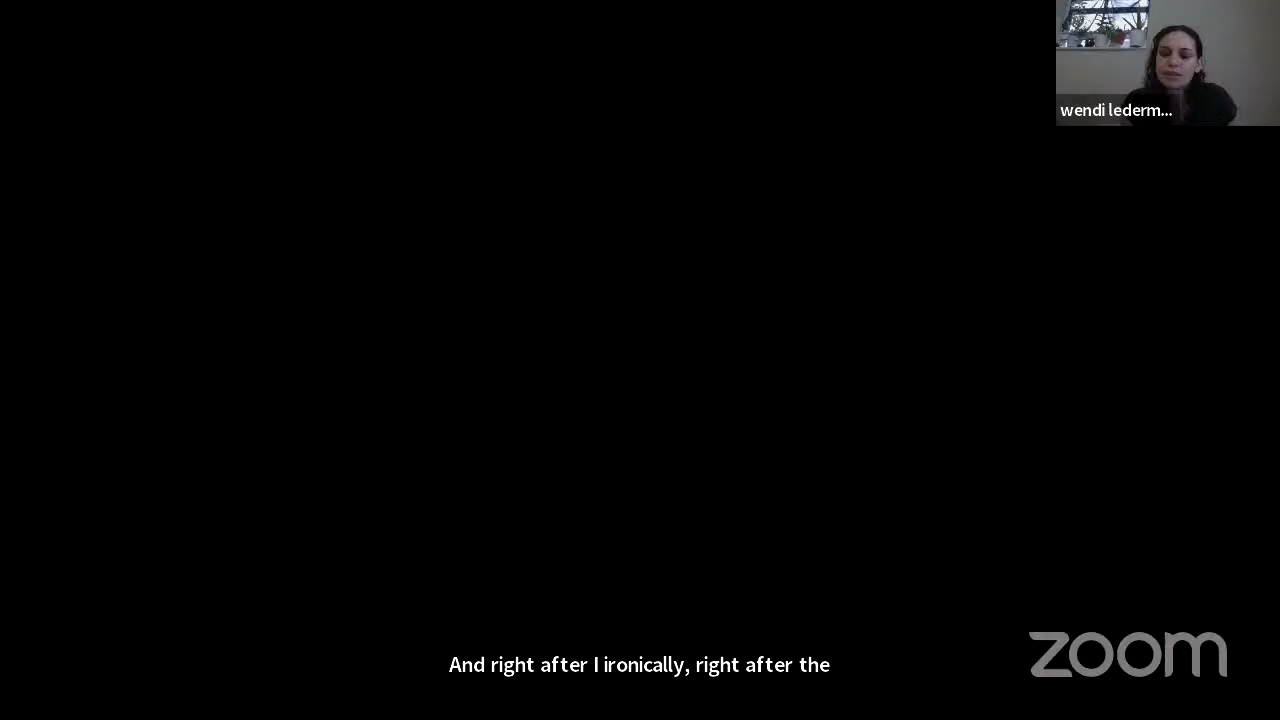 wendi lederm...
And right after I ironically, right after the
zoom